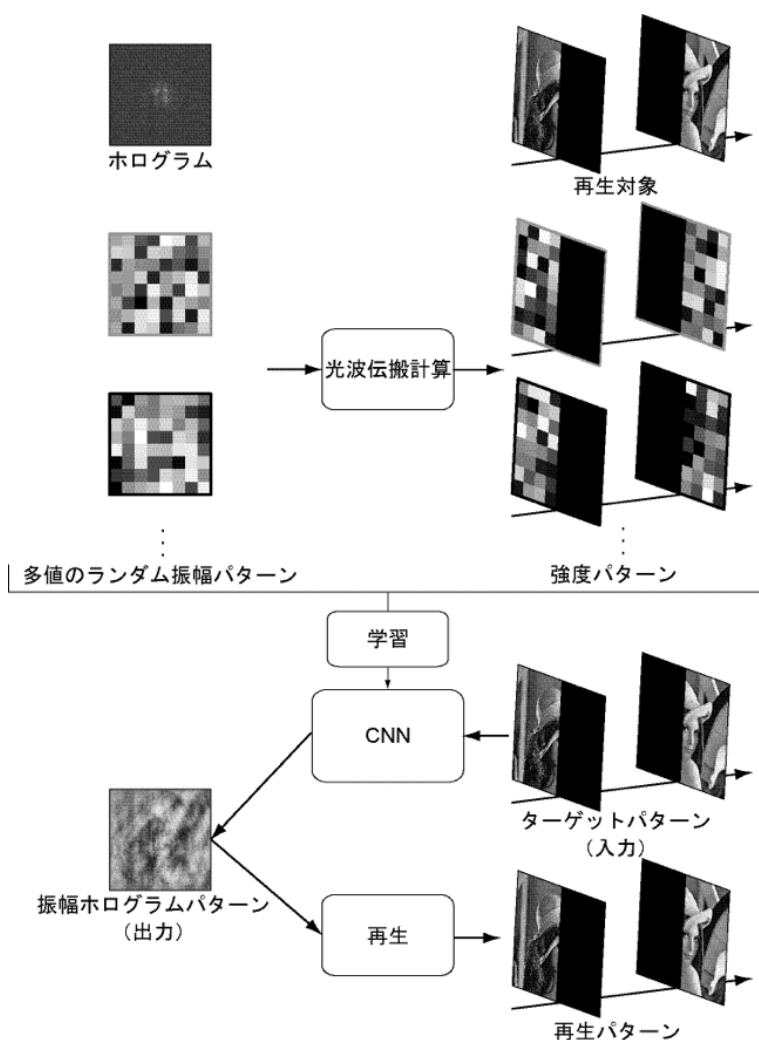 ホログラム
再生対象
光波伝搬計算
多値のランダム振幅パターン
強度パターン
学習
CNN
ターゲットパターン
（入力）
振幅ホログラムパターン
（出力）
再生
再生パターン